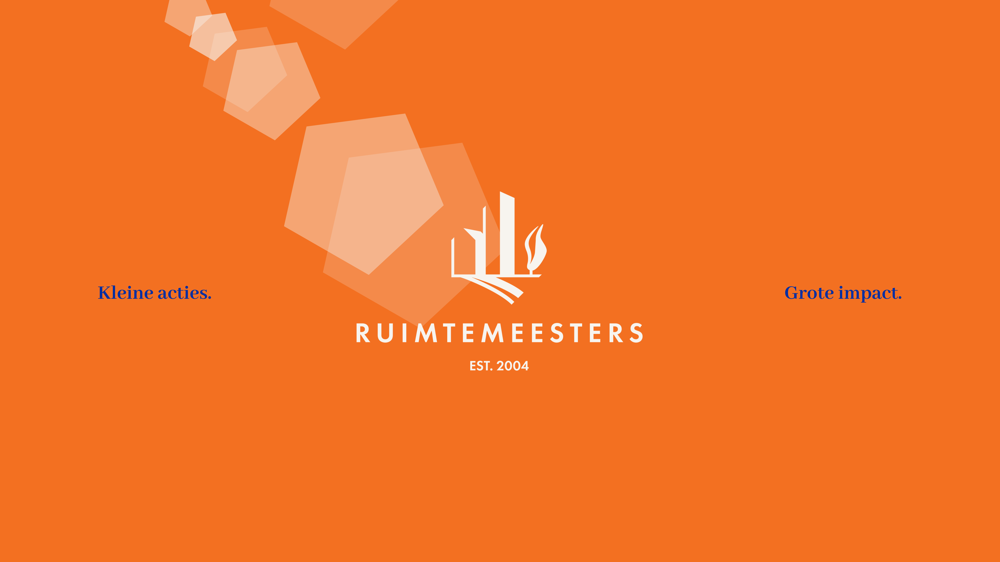 Kleine acties.
Grote impact.
RUIMTEMEESTERS
EST. 2004